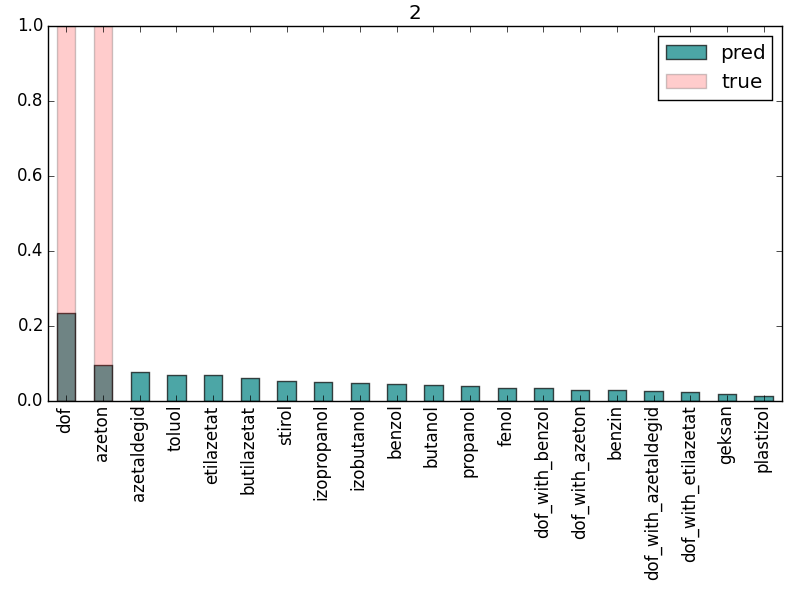 2
1.0
0.8
0.6
0.4
0.2
0.0
pred
true
dof
azeton
azetaldegid
toluol
etilazetat
butilazetat
stirol
izopropanol
izobutanol
benzol
butanol
propanol
fenol
dof_with_benzol
dof_with_azeton
benzin
dof_with_azetaldegid
dof_with_etilazetat
geksan
plastizol